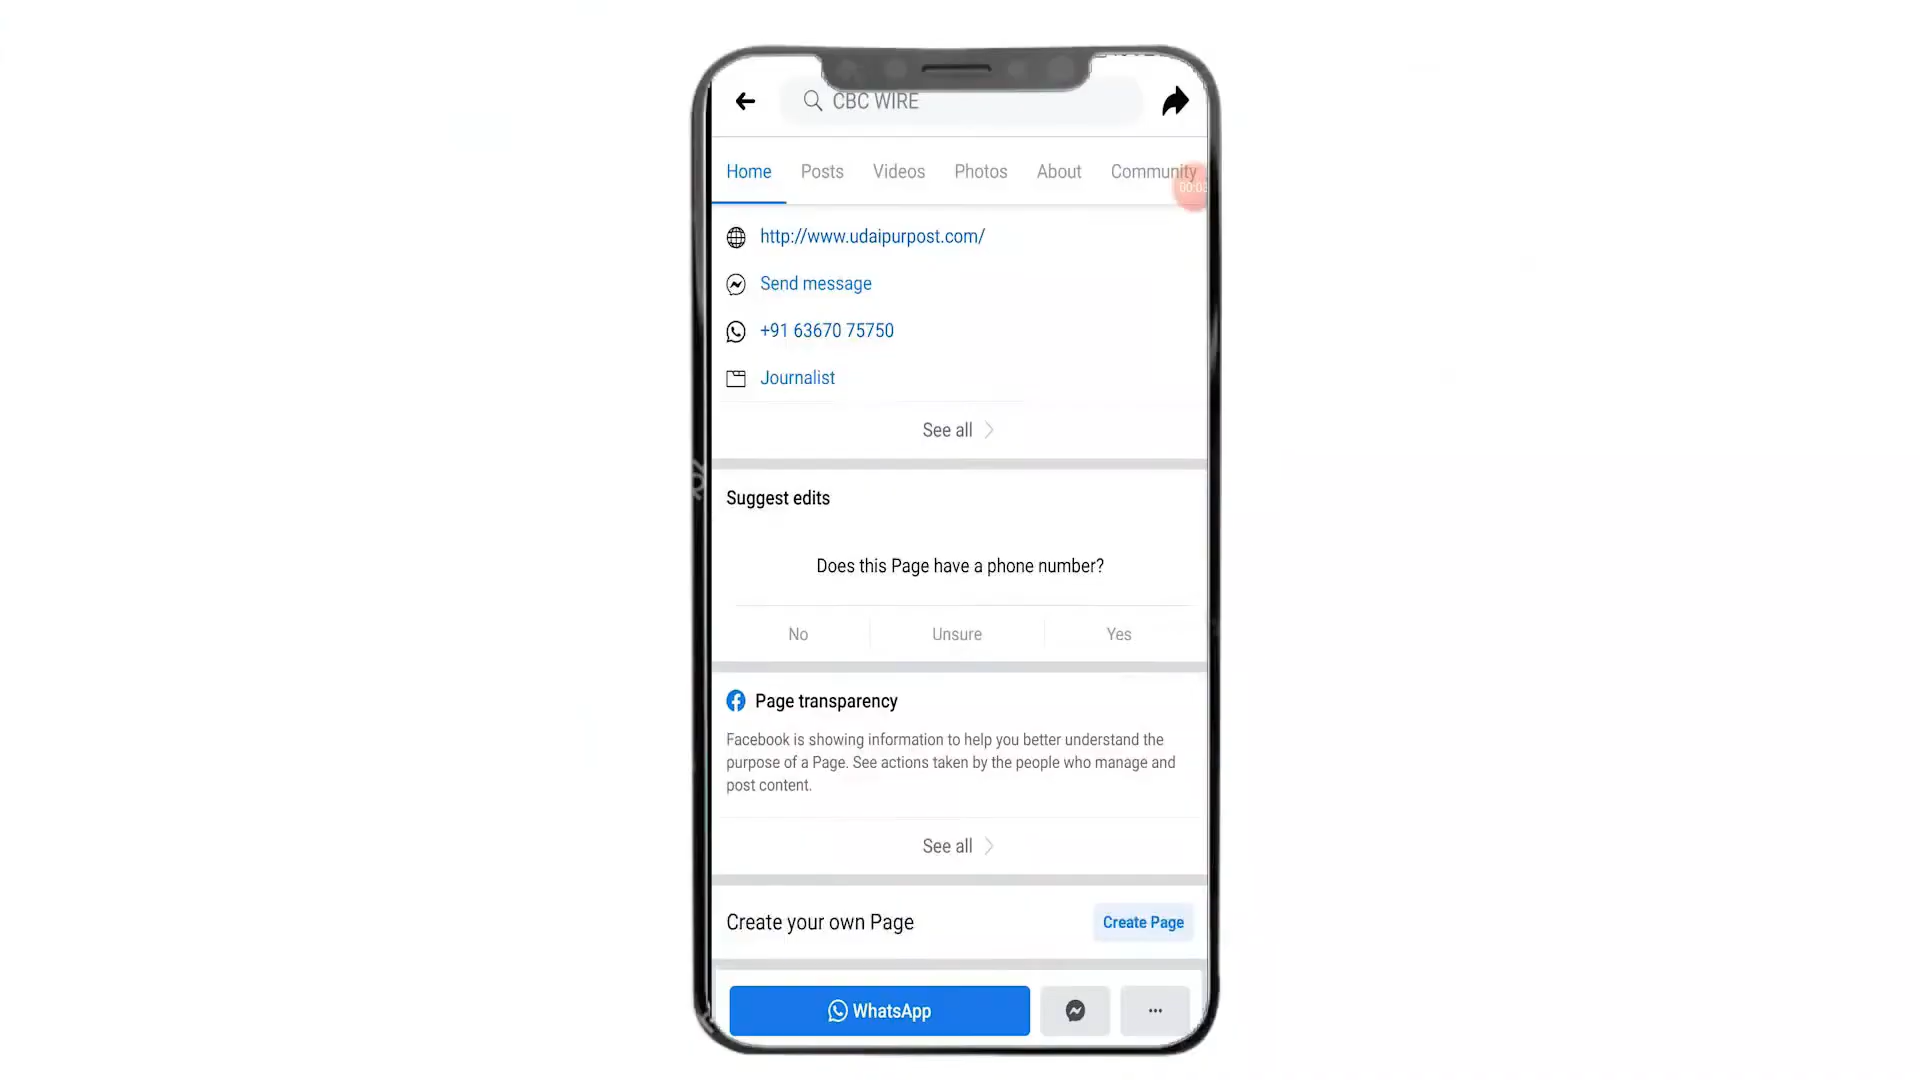 CBC WIRE
Home Posts Videos Photos About Community
http://www.udaipurpost.com/
Send message
+91 63670 75750
Journalist
See all
Suggest edits
Does this Page have a phone number?
No Unsure Yes
Page transparency
Facebook is showing information to help you better understand the
purpose of a Page. See actions taken by the people who manage and
post content.
See all
Create your own Page Create Page
WhatsApp